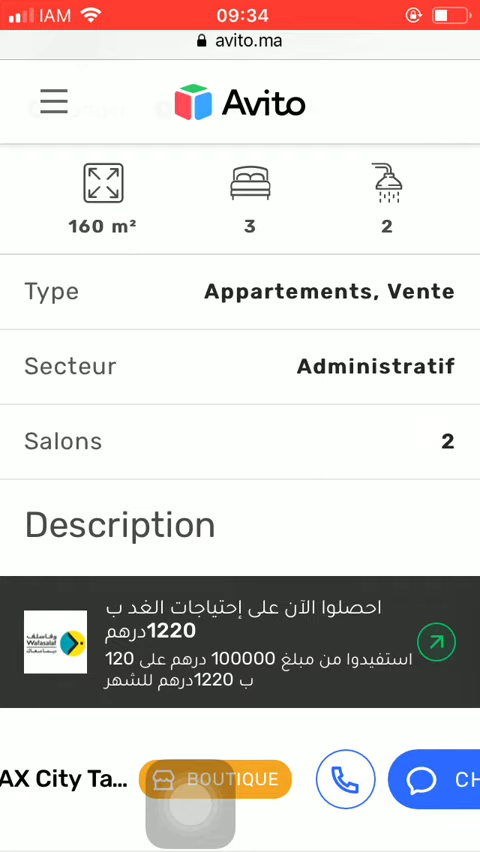 IAM 09:34
avito.ma
Avito
160 m² 3 2
Type Appartements, Vente
Secteur Administratif
Salons 2
Description
احصلوا الآن على إحتياجات الغد ب
1220درهم
استفيدوا من مبلغ 100000 درهم على 120
ب 1220درهم للشهر
وفاسلف
Wafasalaf
AX City Ta... BOUTIQUE CH